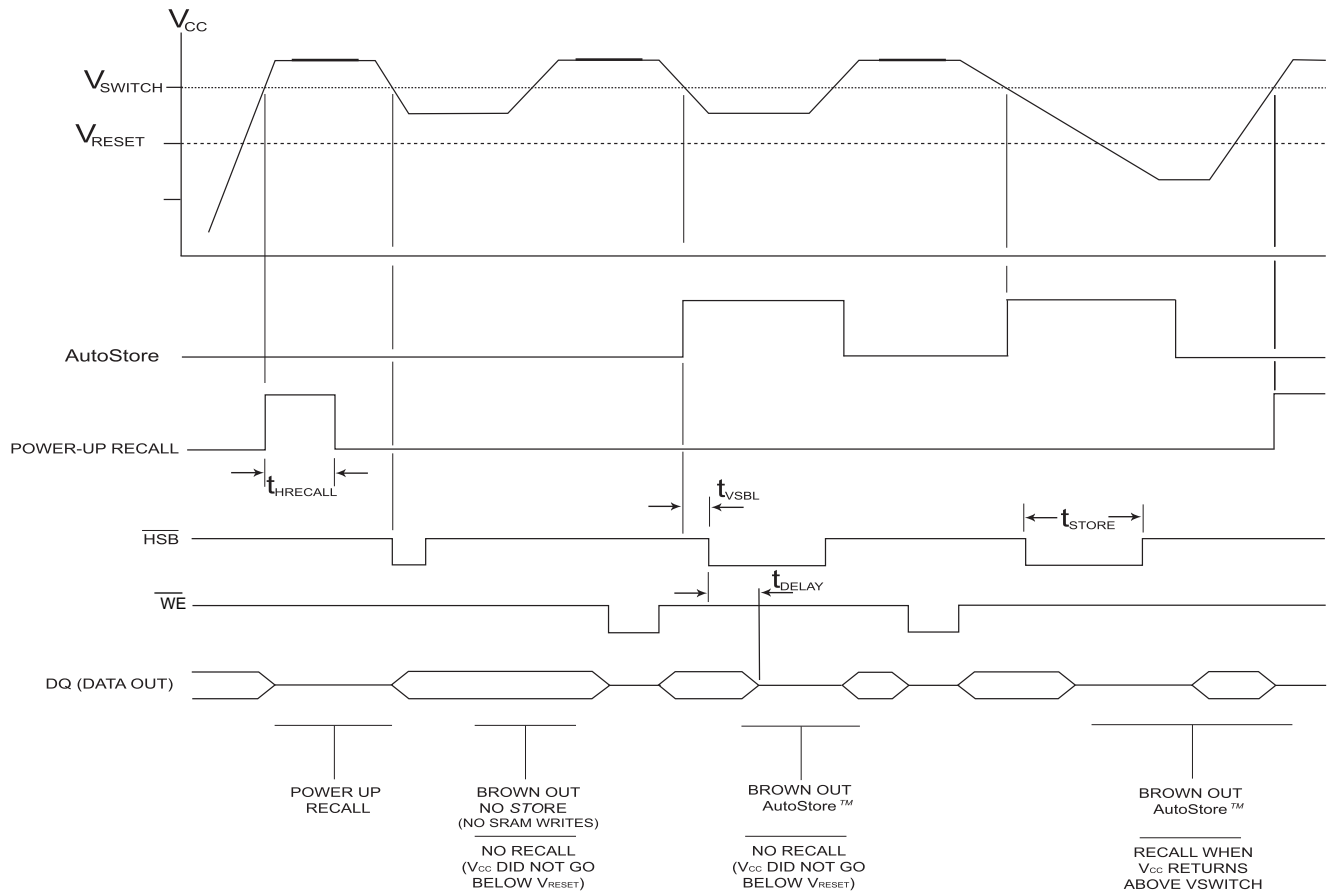 VCC
VSWITCH
VRESET
AutoStore
POWER-UP RECALL
tHRECALL
tVSBL
tSTORE
HSB
tDELAY
WE
DQ (DATA OUT)
POWER UP
RECALL
BROWN OUT
NO STORE
(NO SRAM WRITES)
NO RECALL
(VCC DID NOT GO
BELOW VRESET)
BROWN OUT
AutoStore™
NO RECALL
(VCC DID NOT GO
BELOW VRESET)
BROWN OUT
AutoStore™
RECALL WHEN
VCC RETURNS
ABOVE VSWITCH